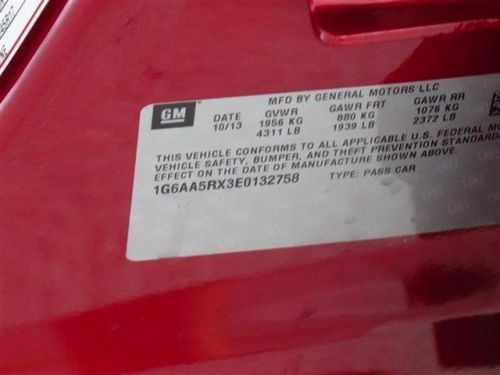 MFD BY GENERAL MOTORS LLC
GM
DATE GVWR GAWR FRT GAWR RR
10/13 1956 KG 880 KG 1076 KG
4311 LB 1939 LB 2372 LB
THIS VEHICLE CONFORMS TO ALL APPLICABLE U.S. FEDERAL
VEHICLE SAFETY, BUMPER, AND THEFT PREVENTION STANDARDS
EFFECT ON THE DATE OF MANUFACTURE SHOWN ABOVE.
1G6AA5RX3E0132758 TYPE: PASS CAR